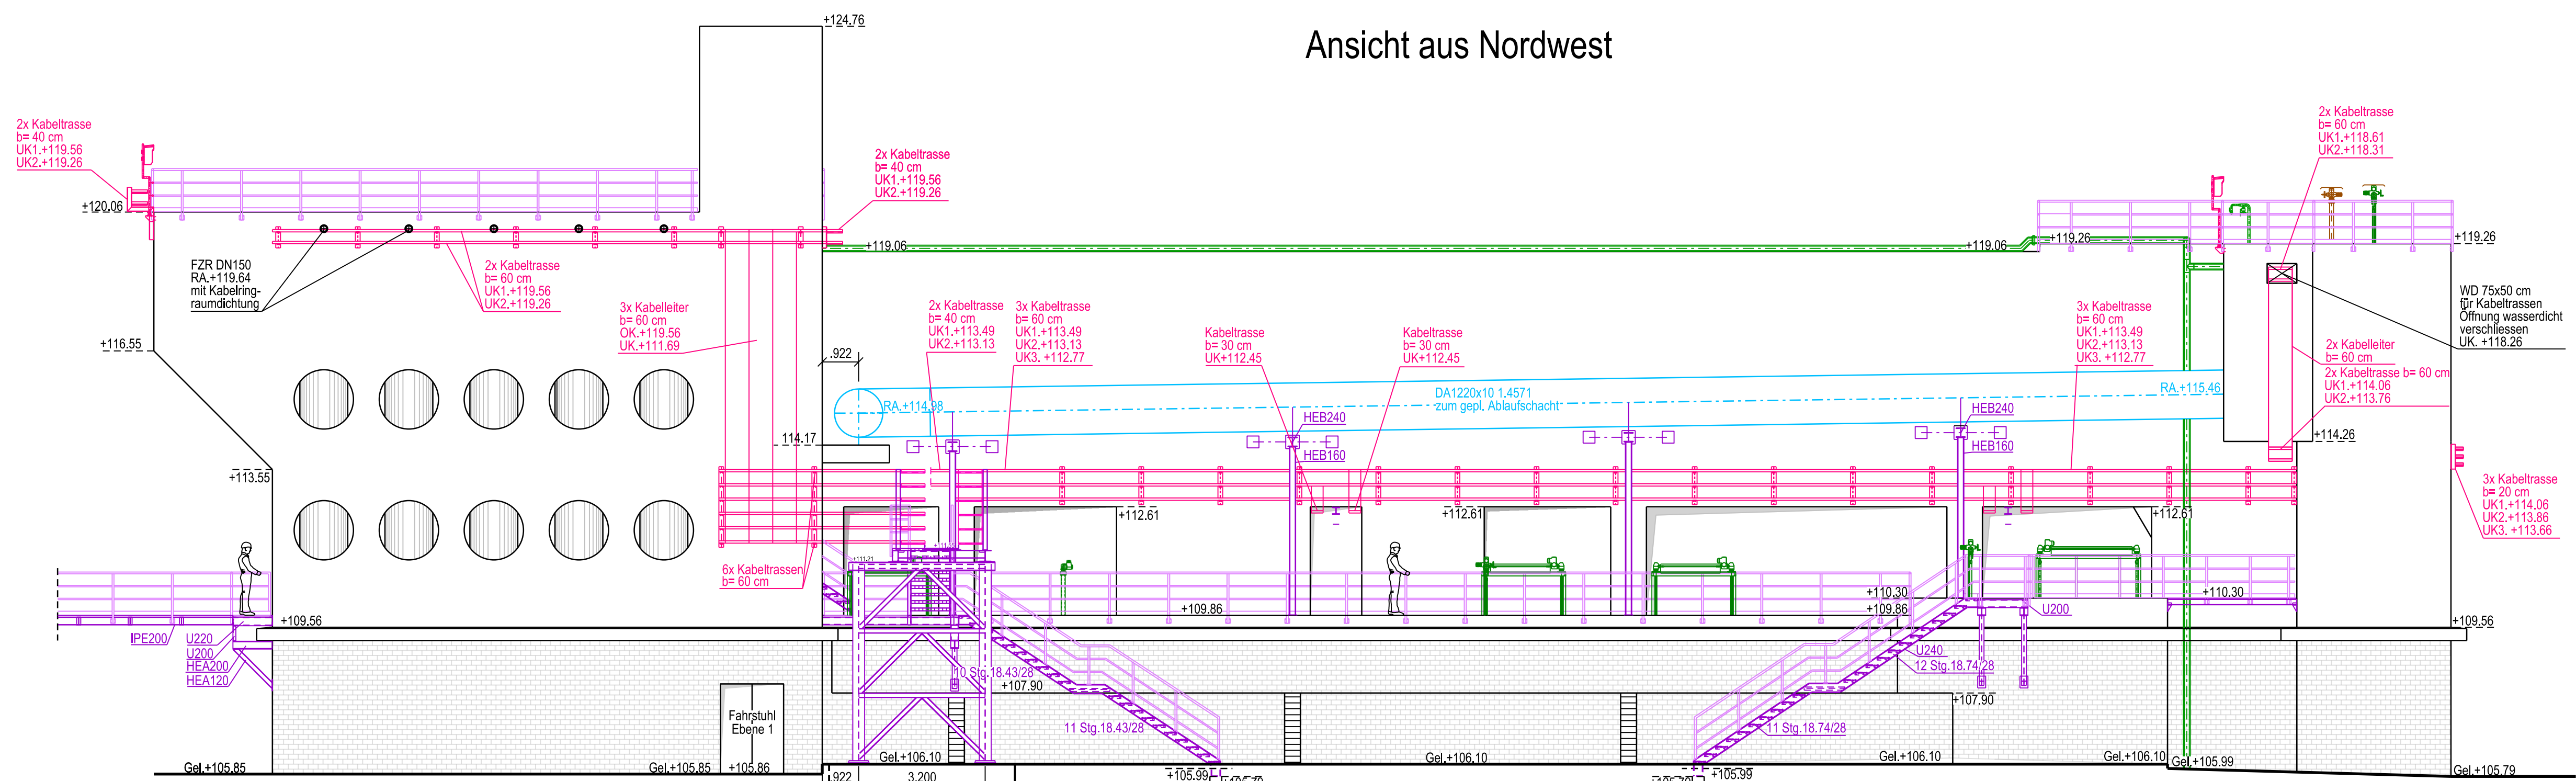 Ansicht aus Nordwest
+124.76
2x Kabeltrasse
b= 40 cm
UK1.+119.56
UK2.+119.26
+120.06
2x Kabeltrasse
b= 40 cm
UK1.+119.56
UK2.+119.26
2x Kabeltrasse
b= 60 cm
UK1.+118.61
UK2.+118.31
+119.06
+119.06
+119.26
+119.26
FZR DN150
RA.+119.64
mit Kabelring-
raumdichtung
2x Kabeltrasse
b= 60 cm
UK1.+119.56
UK2.+119.26
3x Kabelleiter
b= 60 cm
OK.+119.56
UK.+111.69
2x Kabeltrasse
b= 40 cm
UK1.+113.49
UK2.+113.13
3x Kabeltrasse
b= 60 cm
UK1.+113.49
UK2.+113.13
UK3. +112.77
Kabeltrasse
b= 30 cm
UK+112.45
Kabeltrasse
b= 30 cm
UK+112.45
3x Kabeltrasse
b= 60 cm
UK1.+113.49
UK2.+113.13
UK3. +112.77
WD 75x50 cm
für Kabeltrassen
Öffnung wasserdicht
verschliessen
UK. +118.26
2x Kabelleiter
b= 60 cm
2x Kabeltrasse b= 60 cm
UK1.+114.06
UK2.+113.76
+116.55
.922
RA.+114.98
DA1220x10 1.4571
zum gepl. Ablaufschacht
RA.+115.46
HEB240
HEB160
HEB240
HEB160
114.17
+114.26
+113.55
3x Kabeltrasse
b= 20 cm
UK1.+114.06
UK2.+113.86
UK3. +113.66
+112.61
+112.61
+112.61
+111.21
6x Kabeltrassen
b= 60 cm
+110.30
+109.86
+109.86
+110.30
U200
IPE200
U220
U200
HEA200
HEA120
+109.56
+109.56
U240
12 Stg.18.74/28
10 Stg.18.43/28
+107.90
+107.90
11 Stg.18.43/28
11 Stg.18.74/28
Fahrstuhl
Ebene 1
Gel.+105.85
Gel.+105.85
+105.86
Gel.+106.10
Gel.+106.10
Gel.+106.10
Gel.+106.10
Gel.+105.99
Gel.+105.79
.922
3.200
+105.99
+105.99